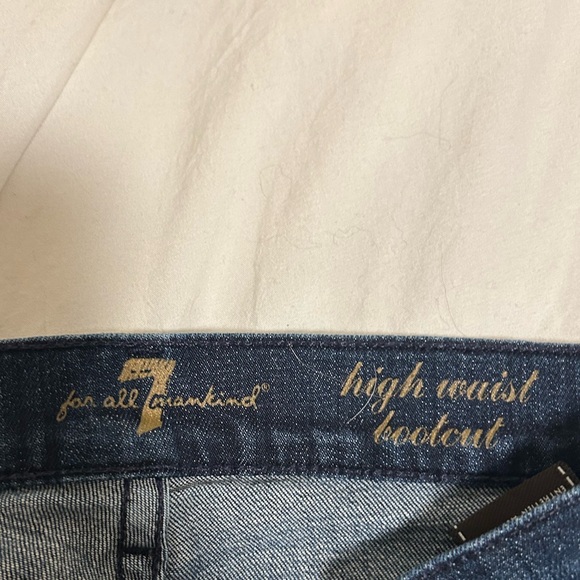 7
for all mankind®
high waist
bootcut